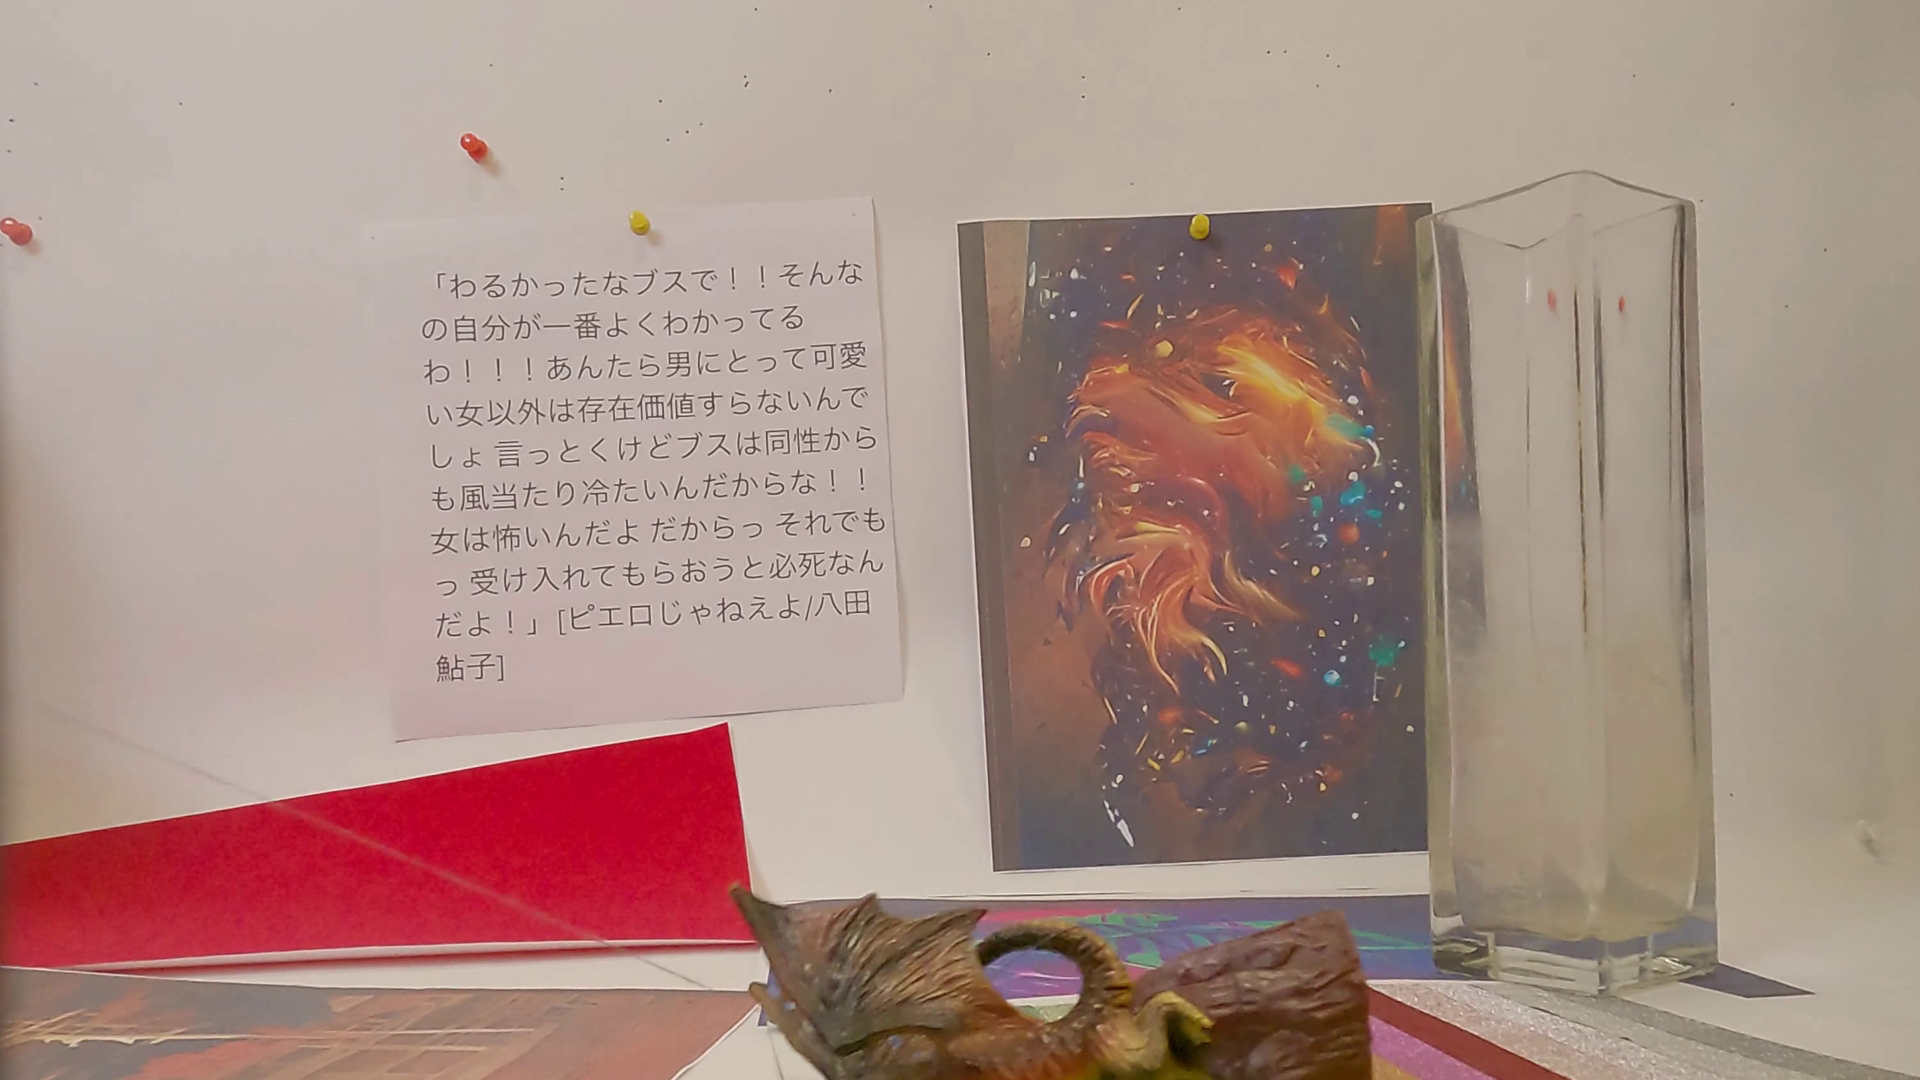 「わるかったなブスで！！そんな
の自分が一番よくわかってる
わ！！！あんたら男にとって可愛
い女以外は存在価値すらないんで
しょ 言っとくけどブスは同性から
も風当たり冷たいんだからな！！
女は怖いんだよ だからっ それでも
っ 受け入れてもらおうと必死なん
だよ！」[ピエロじゃねえよ/八田
鮎子]